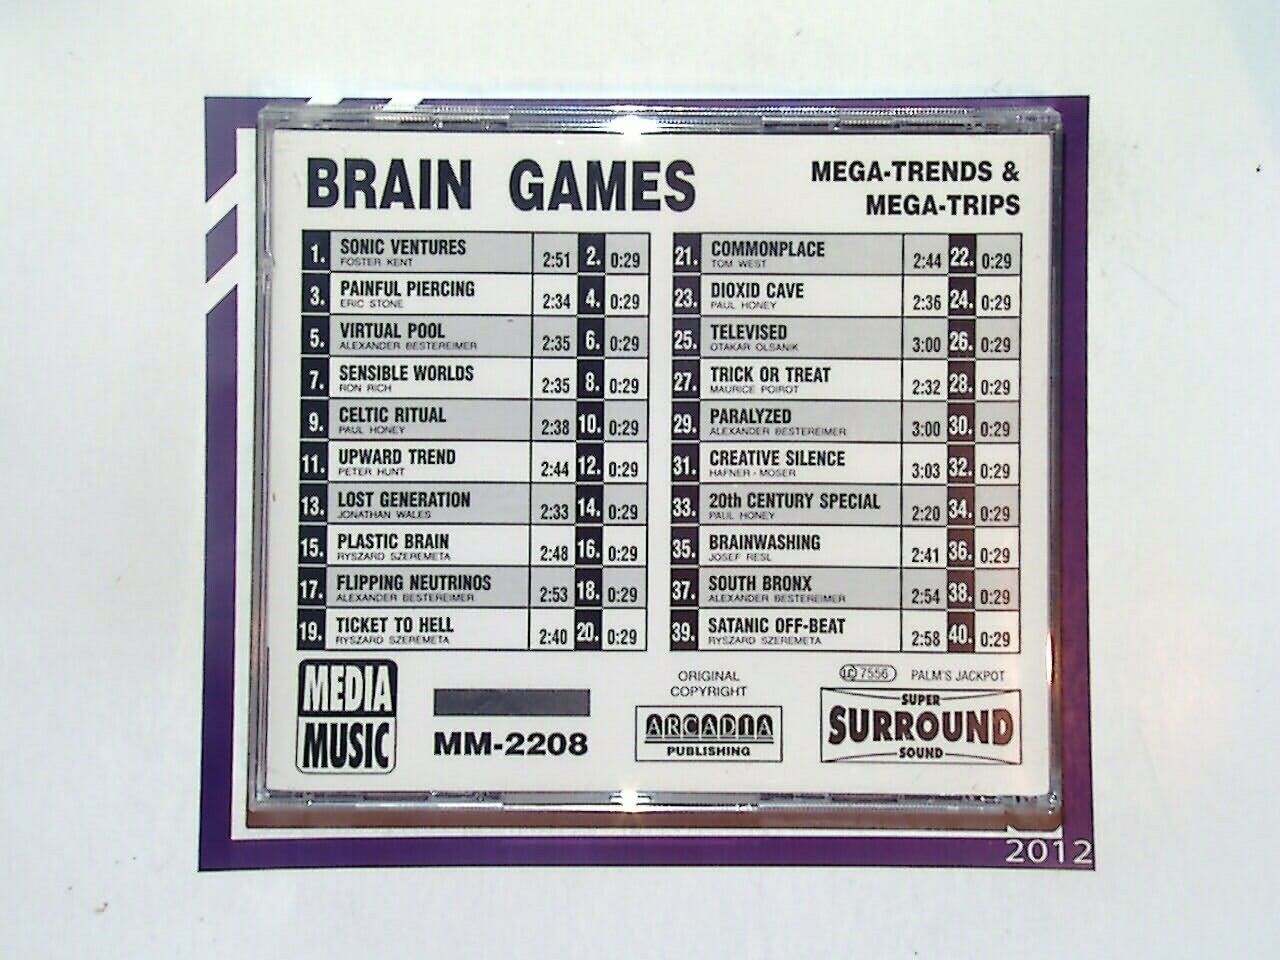 BRAIN GAMES
MEGA-TRENDS &
MEGA-TRIPS
1. SONIC VENTURES 2:51 2. 0:29
FOSTER KENT
3. PAINFUL PIERCING 2:34 4. 0:29
ERIC STONE
5. VIRTUAL POOL 2:35 6. 0:29
ALEXANDER BESTEREIMER
7. SENSIBLE WORLDS 2:35 8. 0:29
RON RICH
9. CELTIC RITUAL 2:38 10. 0:29
PAUL HONEY
11. UPWARD TREND 2:44 12. 0:29
PETER HUNT
13. LOST GENERATION 2:33 14. 0:29
JONATHAN WALES
15. PLASTIC BRAIN 2:48 16. 0:29
RYSZARD SZEREMETA
17. FLIPPING NEUTRINOS 2:53 18. 0:29
ALEXANDER BESTEREIMER
19. TICKET TO HELL 2:40 20. 0:29
RYSZARD SZEREMETA
21. COMMONPLACE 2:44 22. 0:29
TOM WEST
23. DIOXID CAVE 2:36 24. 0:29
PAUL HONEY
25. TELEVISED 3:00 26. 0:29
OTAKAR OLSANIK
27. TRICK OR TREAT 2:32 28. 0:29
MAURICE POIROT
29. PARALYZED 3:00 30. 0:29
ALEXANDER BESTEREIMER
31. CREATIVE SILENCE 3:03 32. 0:29
HAFNER - MOSER
33. 20th CENTURY SPECIAL 2:20 34. 0:29
PAUL HONEY
35. BRAINWASHING 2:41 36. 0:29
JOSEF RESL
37. SOUTH BRONX 2:54 38. 0:29
ALEXANDER BESTEREIMER
39. SATANIC OFF-BEAT 2:58 40. 0:29
RYSZARD SZEREMETA
MEDIA
MUSIC
MM-2208
ORIGINAL
COPYRIGHT
ARCADIA
PUBLISHING
LC 7556 PALM'S JACKPOT
SUPER
SURROUND
SOUND
2012